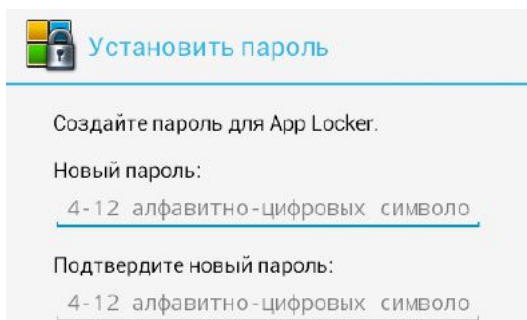 Установить пароль
Создайте пароль для App Locker.
Новый пароль:
4-12 алфавитно-цифровых символо
Подтвердите новый пароль:
4-12 алфавитно-цифровых символо